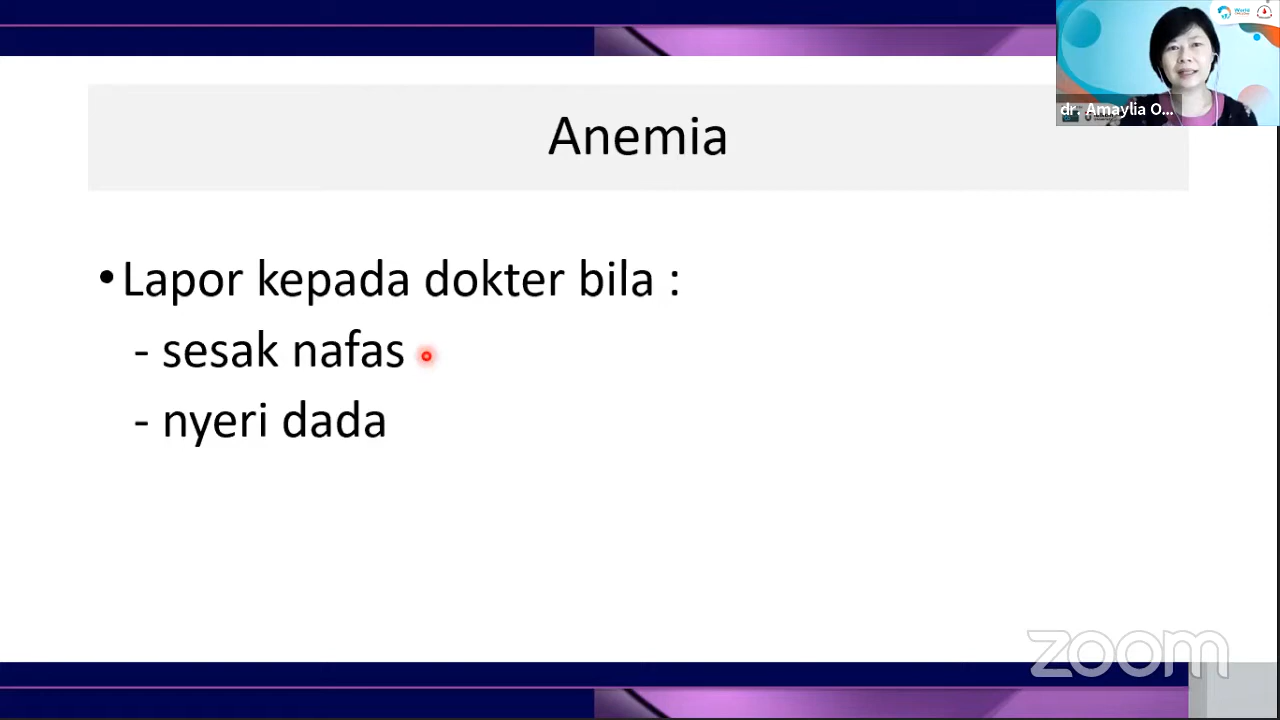 dr. Amaylia O...
Anemia
•Lapor kepada dokter bila :
- sesak nafas
- nyeri dada
zoom